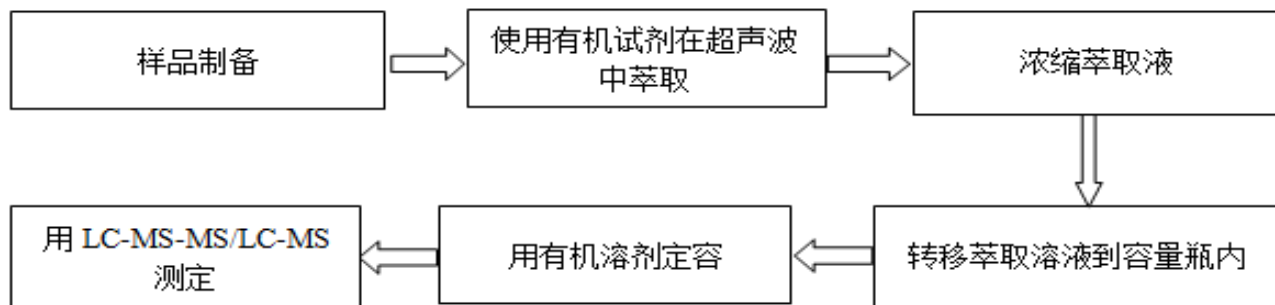 样品制备
使用有机试剂在超声波
中萃取
浓缩萃取液
转移萃取溶液到容量瓶内
用有机溶剂定容
用 LC-MS-MS/LC-MS
测定